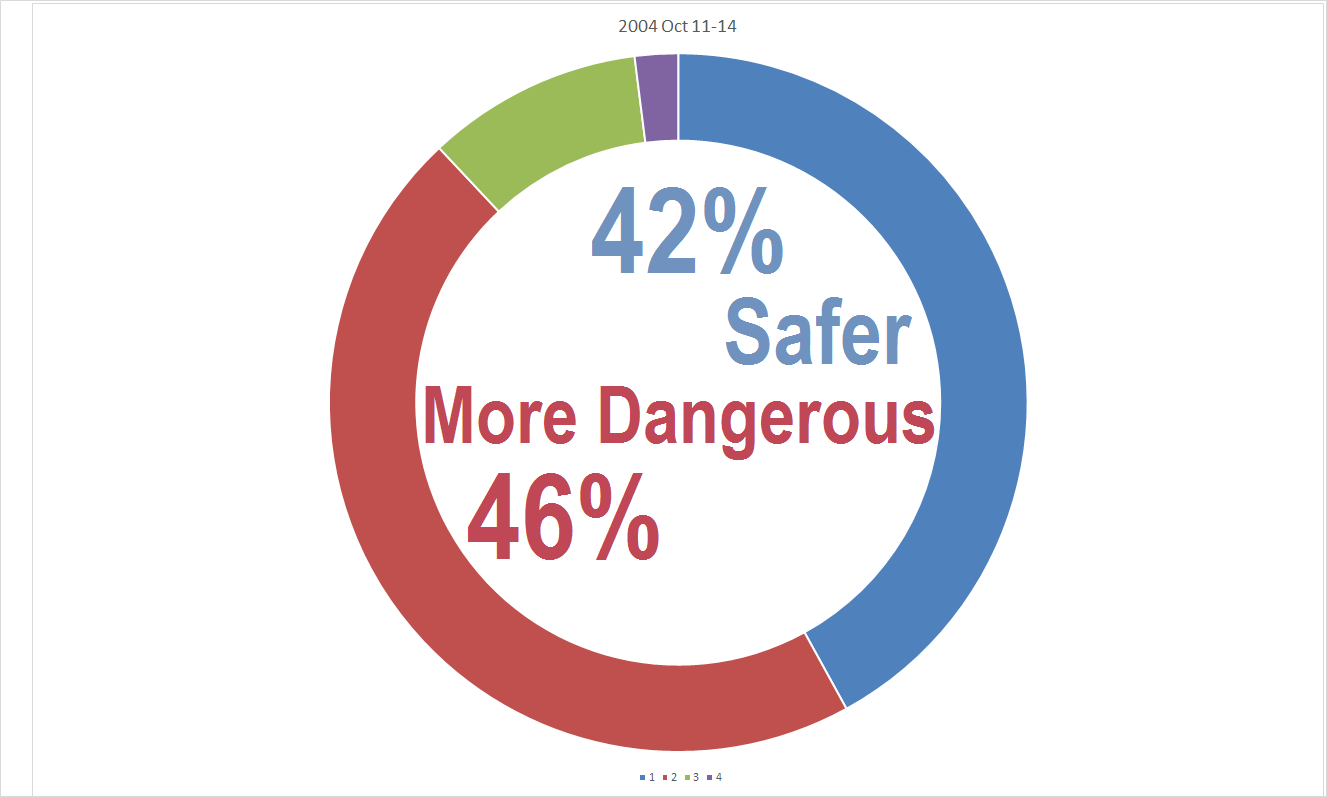 2004 Oct 11-14
42%
Safer
More Dangerous
46%
1 2 3 4